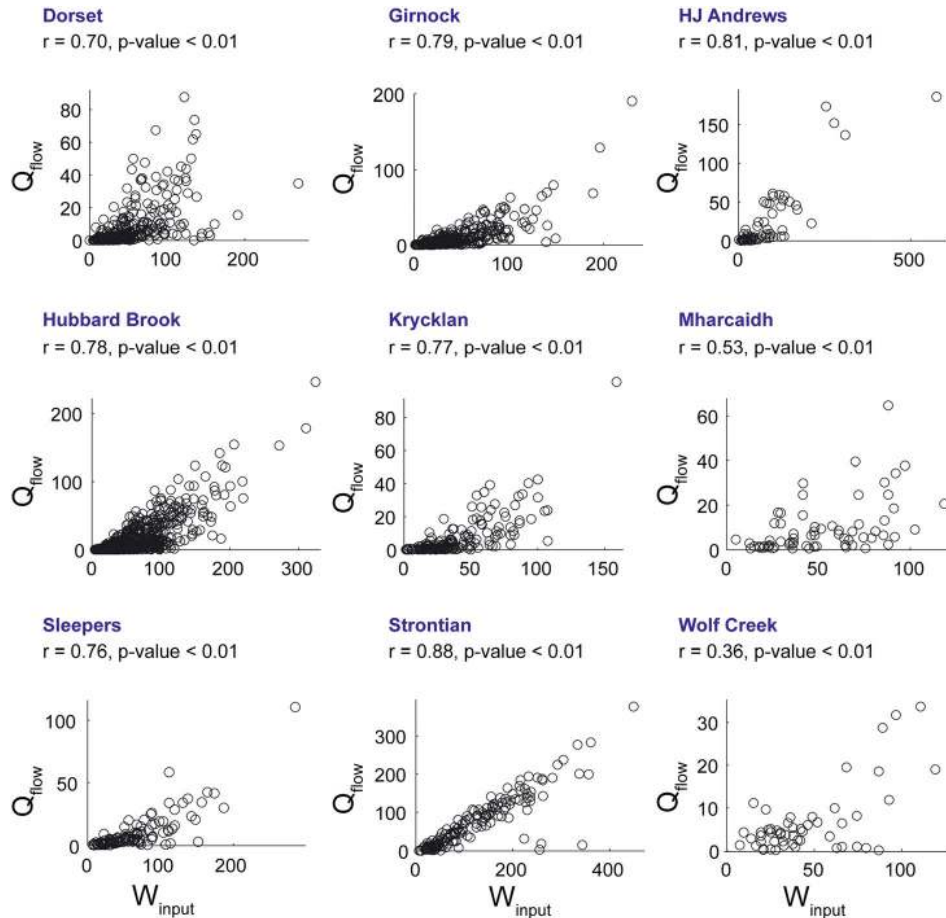 Dorset
r = 0.70, p-value < 0.01
80
60
40
20
0
Q_flow
0
200
Girnock
r = 0.79, p-value < 0.01
200
100
0
Q_flow
0
100
200
HJ Andrews
r = 0.81, p-value < 0.01
150
100
50
0
Q_flow
0
500
Hubbard Brook
r = 0.78, p-value < 0.01
200
100
0
Q_flow
0
100
200
300
Krycklan
r = 0.77, p-value < 0.01
80
60
40
20
0
Q_flow
0
50
100
150
Mharcaidh
r = 0.53, p-value < 0.01
60
40
20
0
Q_flow
0
50
100
Sleepers
r = 0.76, p-value < 0.01
100
50
0
Q_flow
0
100
200
W_input
Strontian
r = 0.88, p-value < 0.01
300
200
100
0
Q_flow
0
200
400
W_input
Wolf Creek
r = 0.36, p-value < 0.01
30
20
10
0
Q_flow
0
50
100
W_input